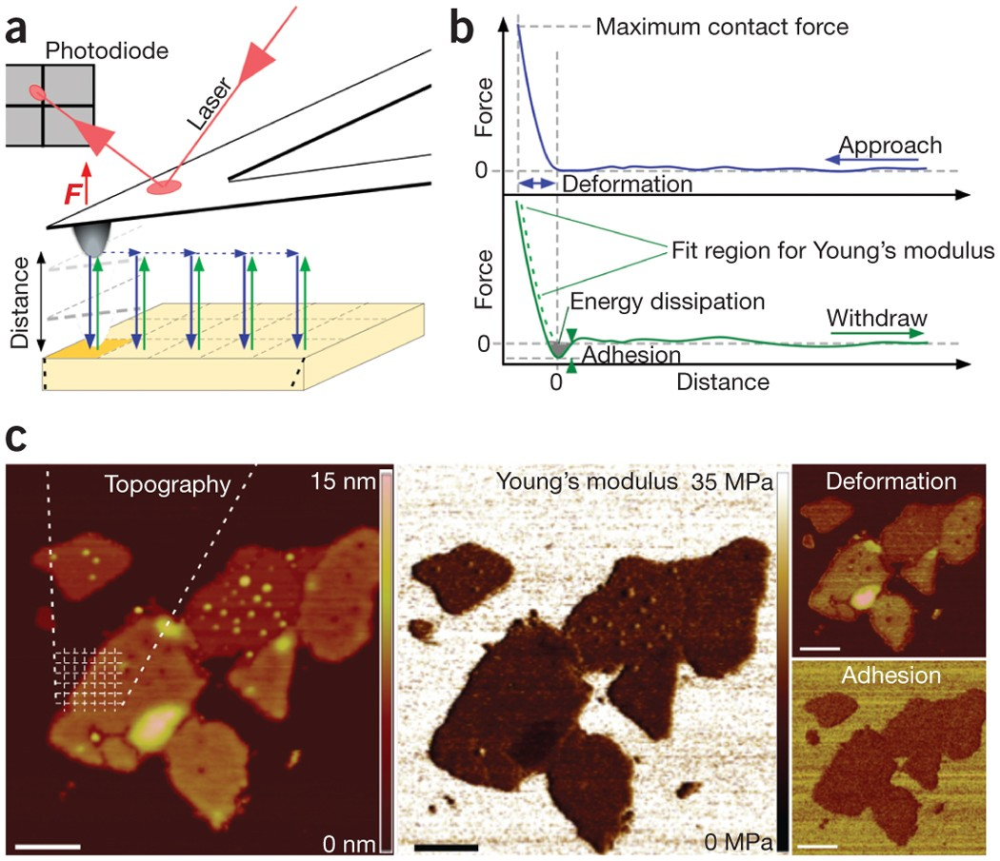 a
Photodiode
Laser
F
Distance
b
Maximum contact force
Force
Approach
0
Deformation
Force
Fit region for Young's modulus
Energy dissipation
Withdraw
0
Adhesion
0
Distance
c
Topography
15 nm
0 nm
Young's modulus
35 MPa
0 MPa
Deformation
Adhesion